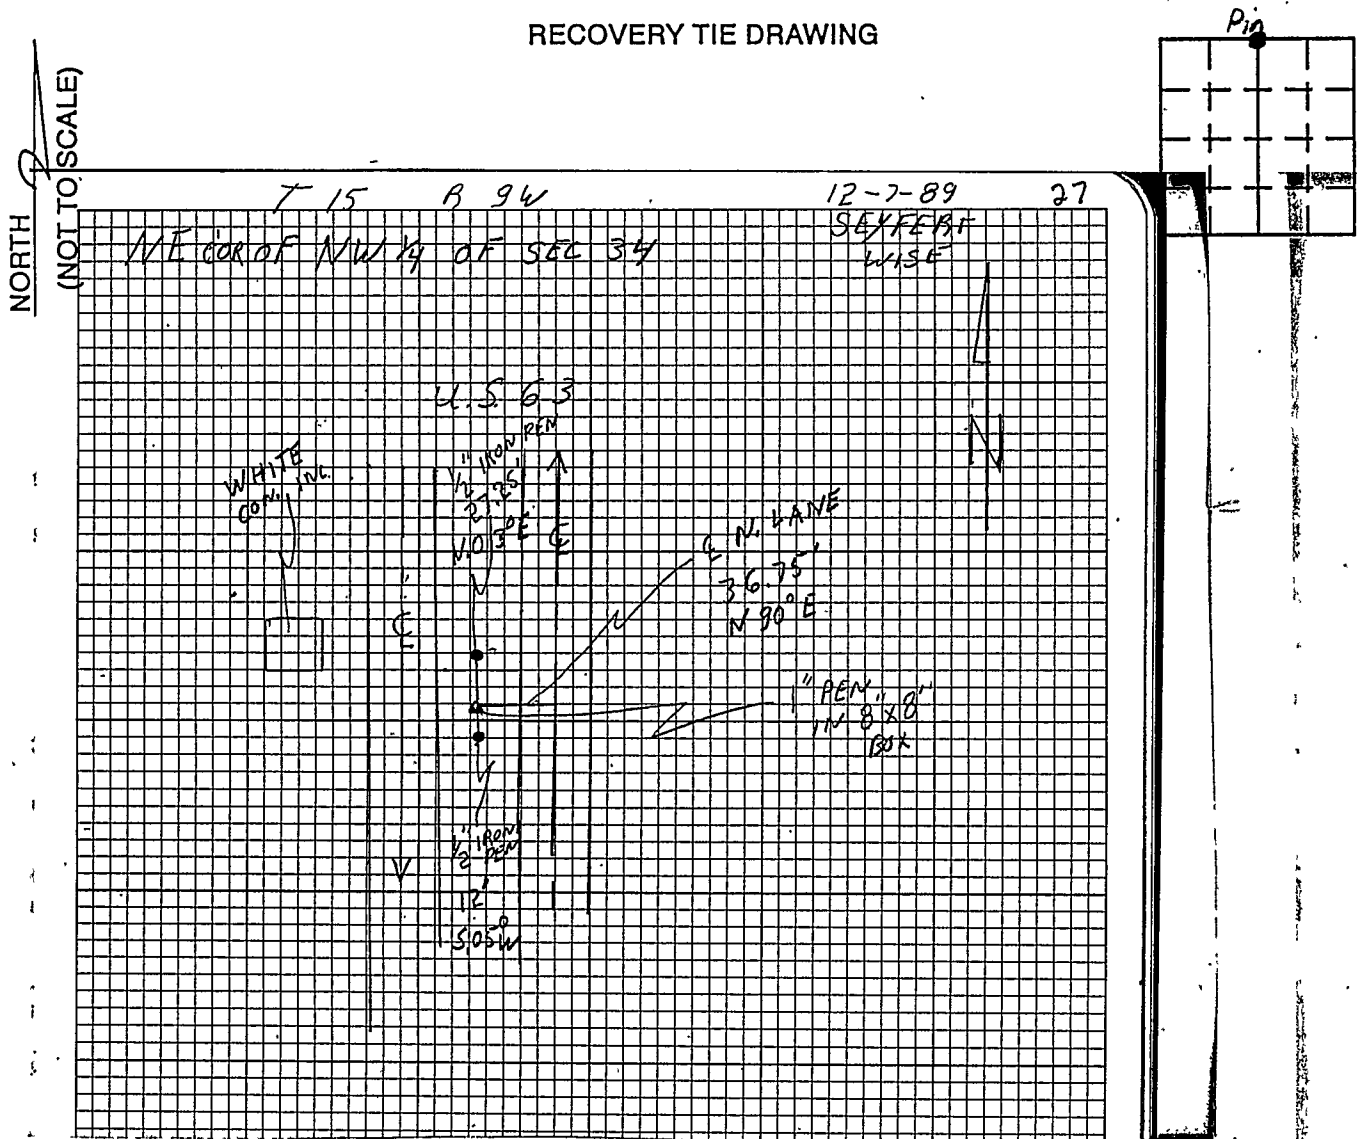 RECOVERY TIE DRAWING
Pin
NORTH
(NOT TO SCALE)
T 15 R 9W 12-7-89 27
NE COR OF NW 1/4 OF SEC 34
SEYFERT
WISE
U.S. 63
N
WHITE
CON. INC.
1/2" IRON PEN
27.25'
N.03°E.
℄
℄
℄ N. LANE
36.75'
N 90° E
1" PEN
IN 8"x8"
BOX
1/2" IRON
PEN
12'
S.05°W